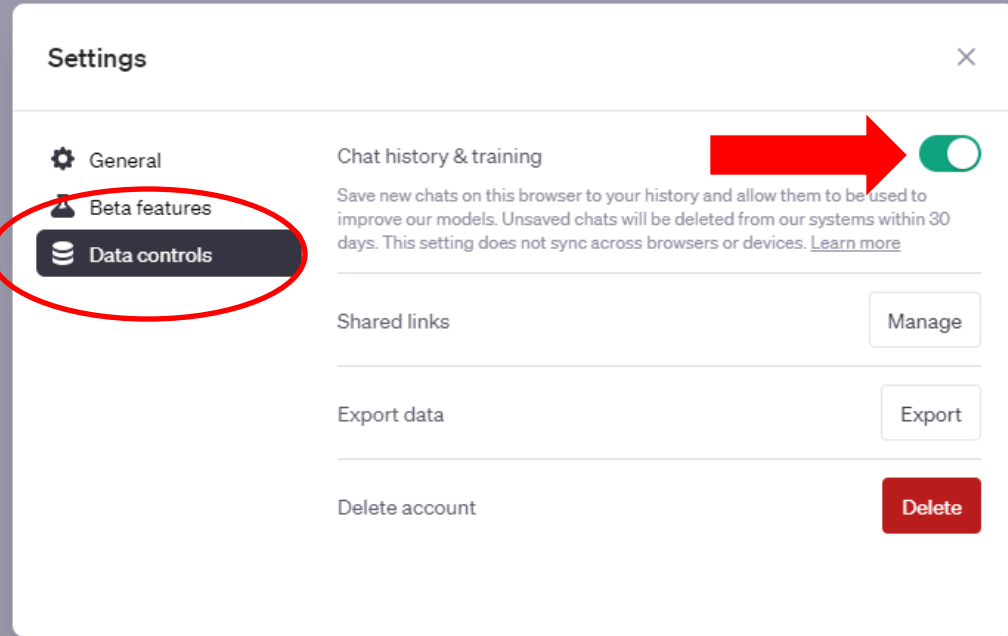 Settings
General
Beta features
Data controls
Chat history & training
Save new chats on this browser to your history and allow them to be used to
improve our models. Unsaved chats will be deleted from our systems within 30
days. This setting does not sync across browsers or devices. Learn more
Shared links
Manage
Export data
Export
Delete account
Delete